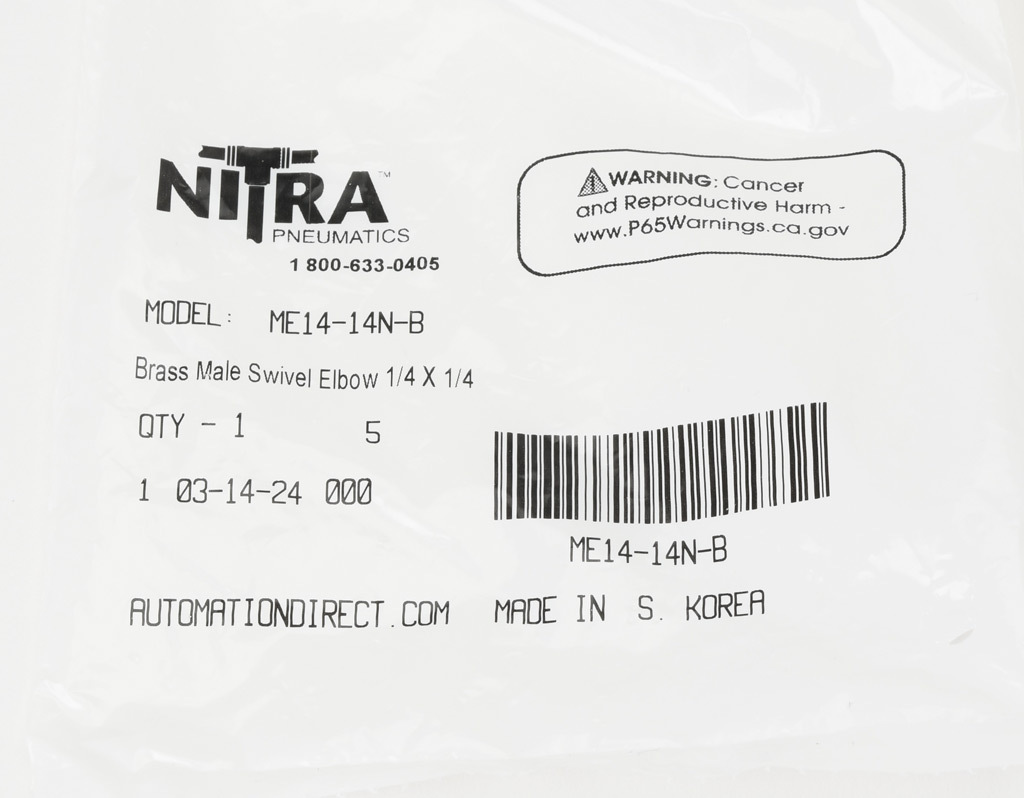 NITRA™
PNEUMATICS
1 800-633-0405
⚠WARNING: Cancer
and Reproductive Harm -
www.P65Warnings.ca.gov
MODEL: ME14-14N-B
Brass Male Swivel Elbow 1/4 X 1/4
QTY - 1 5
1 03-14-24 000
ME14-14N-B
AUTOMATIONDIRECT.COM MADE IN S. KOREA